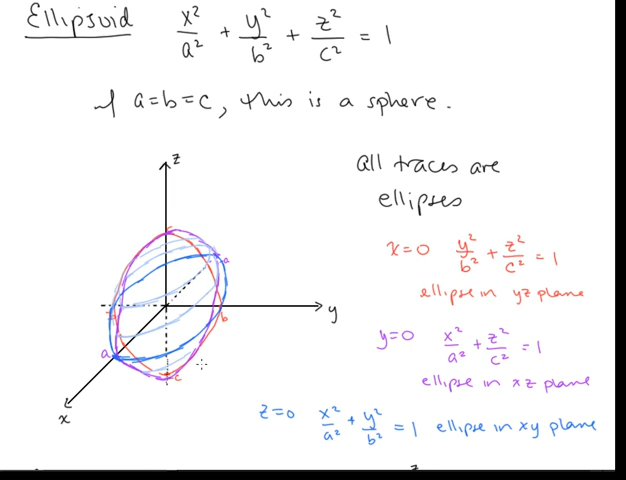 Ellipsoid x²/a² + y²/b² + z²/c² = 1
If a=b=c, this is a sphere.
z
all traces are
ellipses
c
x=0 y²/b² + z²/c² = 1
-a
ellipse in yz plane
-b
b
y
y=0 x²/a² + z²/c² = 1
a
ellipse in xz plane
-c
x
z=0 x²/a² + y²/b² = 1 ellipse in xy plane
z